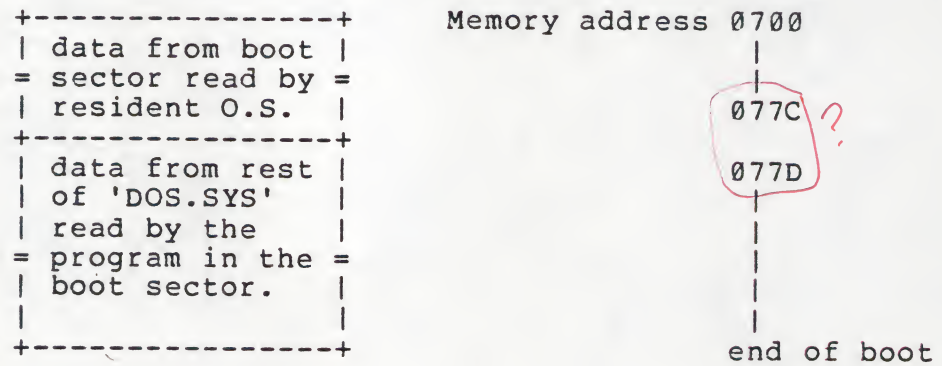 +------------------+ Memory address 0700
| data from boot | |
= sector read by = |
| resident O.S. | 077C ?
+------------------+
| data from rest | 077D
| of 'DOS.SYS' |
| read by the | |
= program in the = |
| boot sector. | |
| | |
+------------------+ end of boot